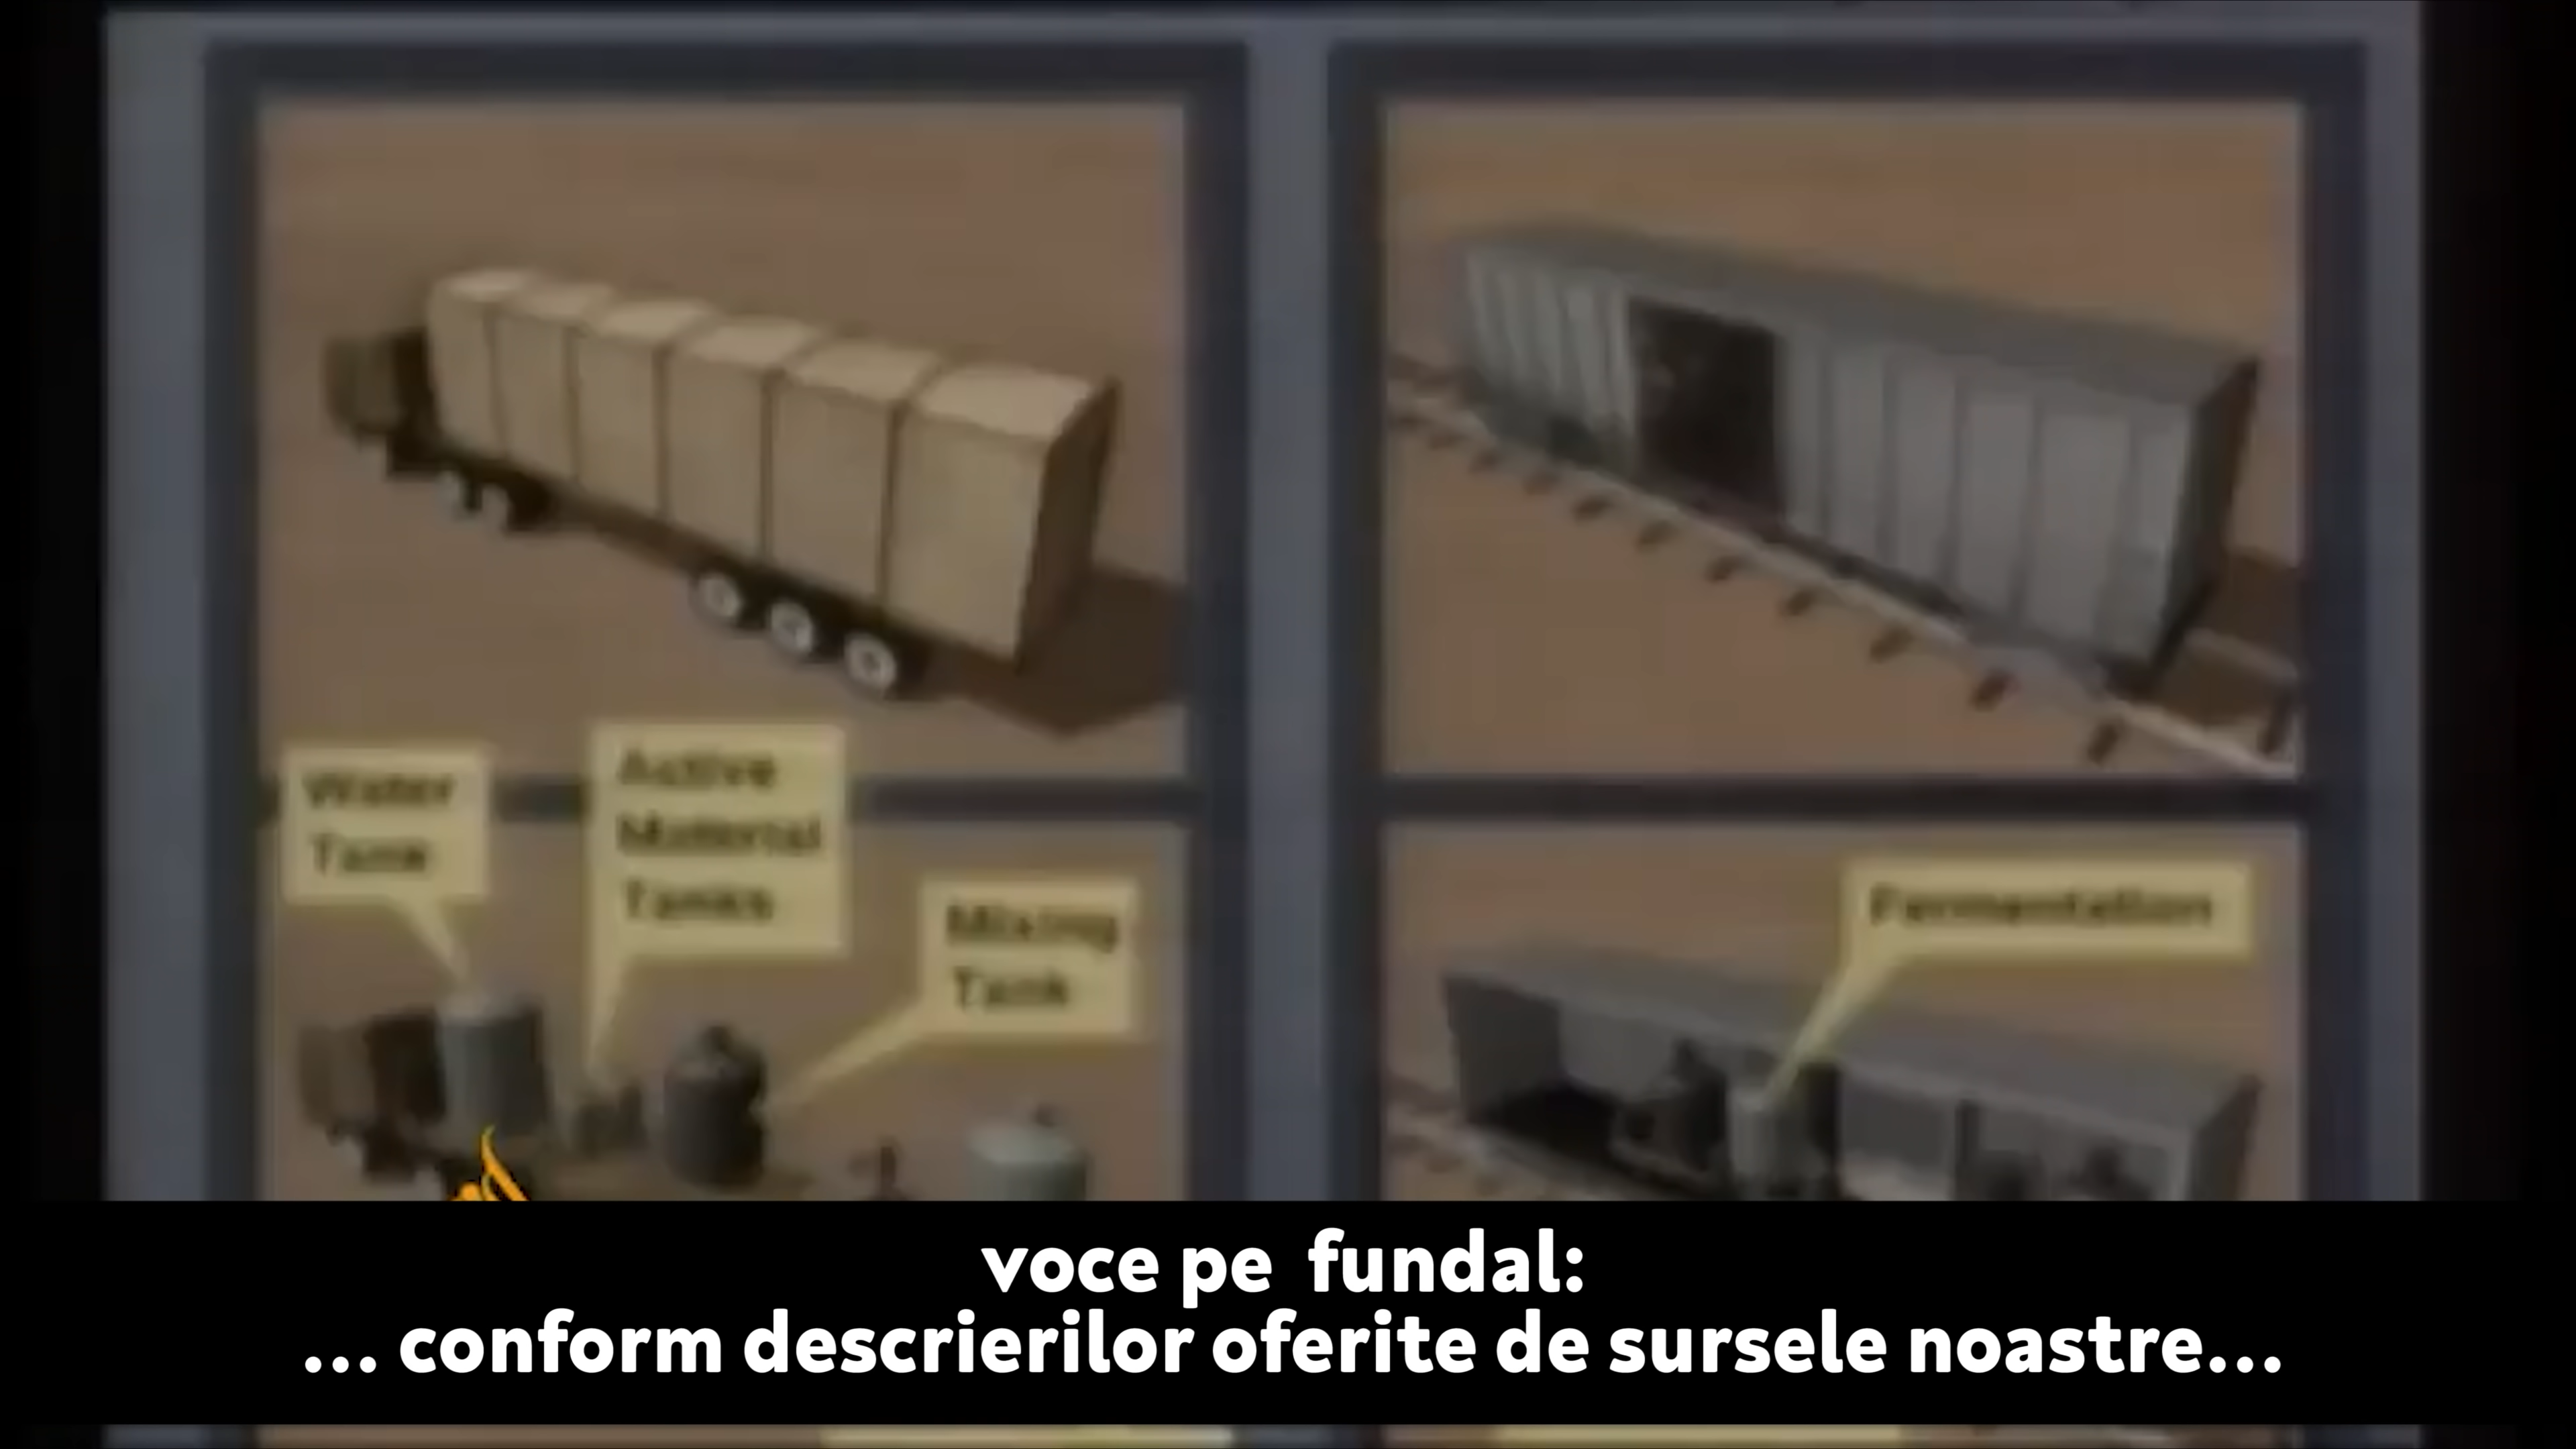 Water
Tank
Active
Material
Tanks
Mixing
Tank
Fermentation
voce pe fundal:
... conform descrierilor oferite de sursele noastre...